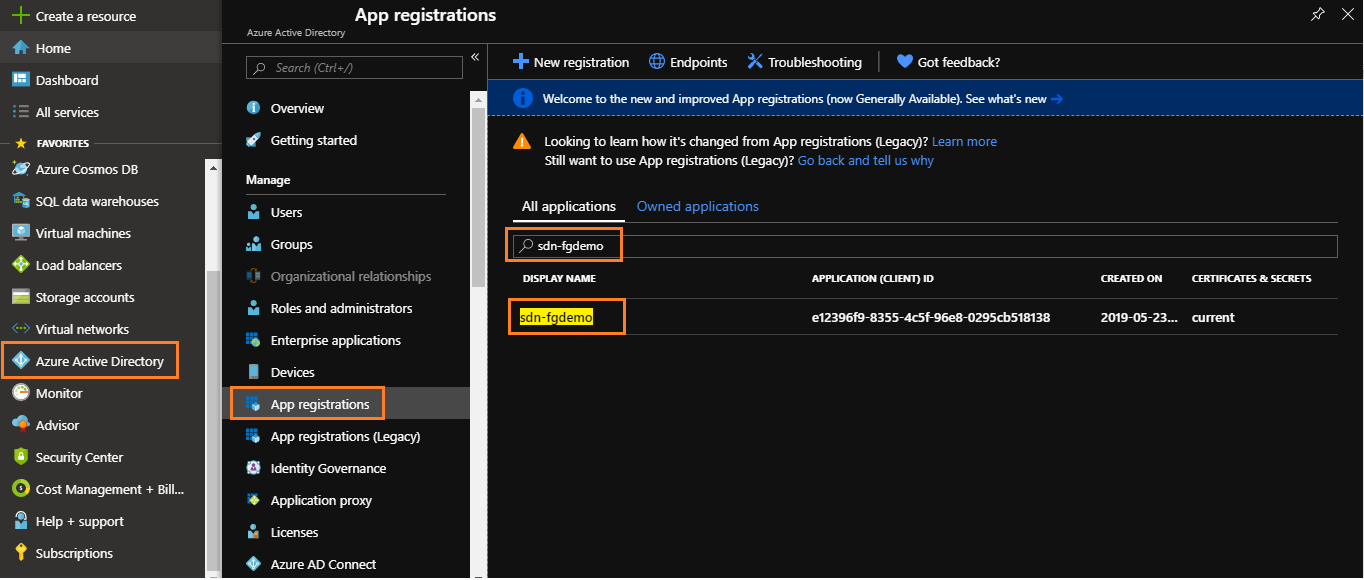 Create a resource
Home
Dashboard
All services
FAVORITES
Azure Cosmos DB
SQL data warehouses
Virtual machines
Load balancers
Storage accounts
Virtual networks
Azure Active Directory
Monitor
Advisor
Security Center
Cost Management + Bill...
Help + support
Subscriptions
App registrations
Azure Active Directory
Search (Ctrl+/)
«
Overview
Getting started
Manage
Users
Groups
Organizational relationships
Roles and administrators
Enterprise applications
Devices
App registrations
App registrations (Legacy)
Identity Governance
Application proxy
Licenses
Azure AD Connect
New registration Endpoints Troubleshooting Got feedback?
Welcome to the new and improved App registrations (now Generally Available). See what's new →
Looking to learn how it's changed from App registrations (Legacy)? Learn more
Still want to use App registrations (Legacy)? Go back and tell us why
All applications Owned applications
sdn-fgdemo
DISPLAY NAME APPLICATION (CLIENT) ID CREATED ON CERTIFICATES & SECRETS
sdn-fgdemo e12396f9-8355-4c5f-96e8-0295cb518138 2019-05-23... current